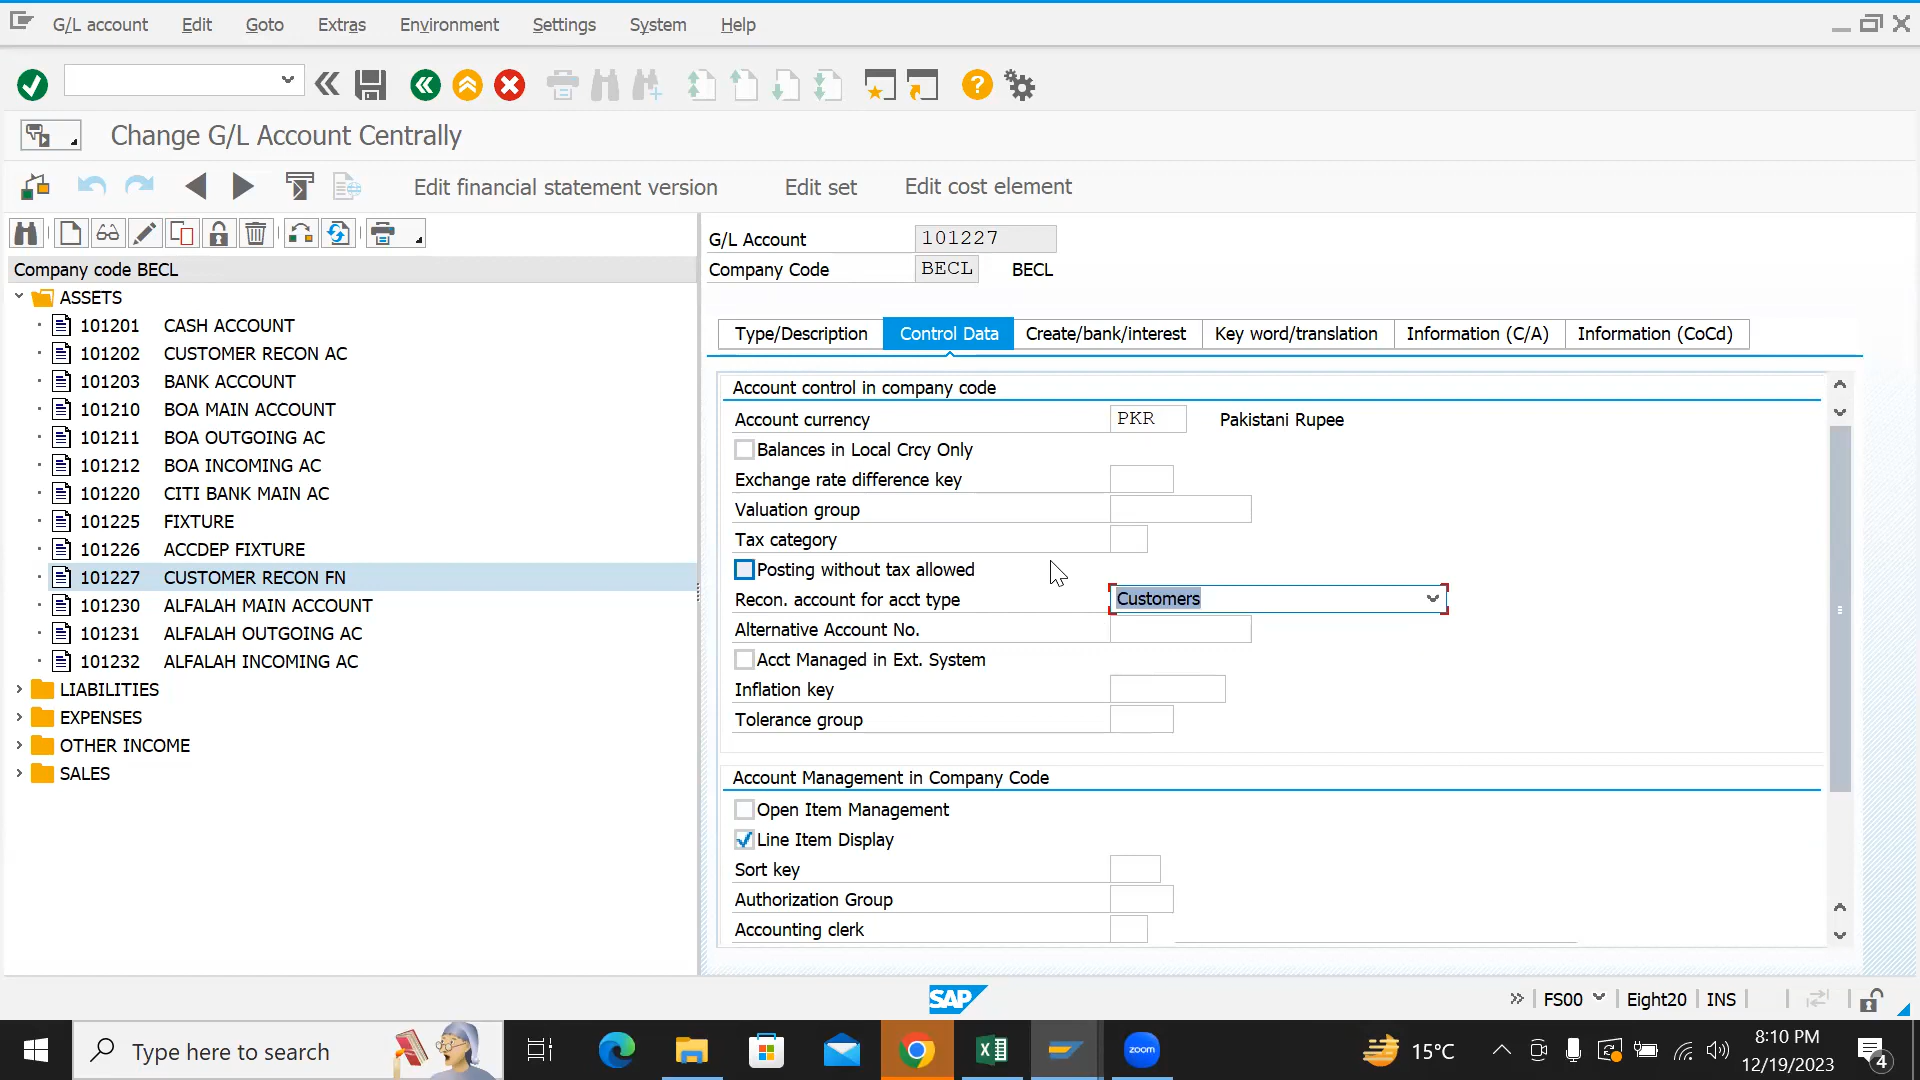 G/L account Edit Goto Extras Environment Settings System Help
Change G/L Account Centrally
Edit financial statement version Edit set Edit cost element
Company code BECL
ASSETS
101201 CASH ACCOUNT
101202 CUSTOMER RECON AC
101203 BANK ACCOUNT
101210 BOA MAIN ACCOUNT
101211 BOA OUTGOING AC
101212 BOA INCOMING AC
101220 CITI BANK MAIN AC
101225 FIXTURE
101226 ACCDEP FIXTURE
101227 CUSTOMER RECON FN
101230 ALFALAH MAIN ACCOUNT
101231 ALFALAH OUTGOING AC
101232 ALFALAH INCOMING AC
LIABILITIES
EXPENSES
OTHER INCOME
SALES
G/L Account 101227
Company Code BECL BECL
Type/Description Control Data Create/bank/interest Key word/translation Information (C/A) Information (CoCd)
Account control in company code
Account currency PKR Pakistani Rupee
Balances in Local Crcy Only
Exchange rate difference key
Valuation group
Tax category
Posting without tax allowed
Recon. account for acct type Customers
Alternative Account No.
Acct Managed in Ext. System
Inflation key
Tolerance group
Account Management in Company Code
Open Item Management
Line Item Display
Sort key
Authorization Group
Accounting clerk
SAP
FS00 Eight20 INS
Type here to search
zoom
15°C
8:10 PM
12/19/2023
4